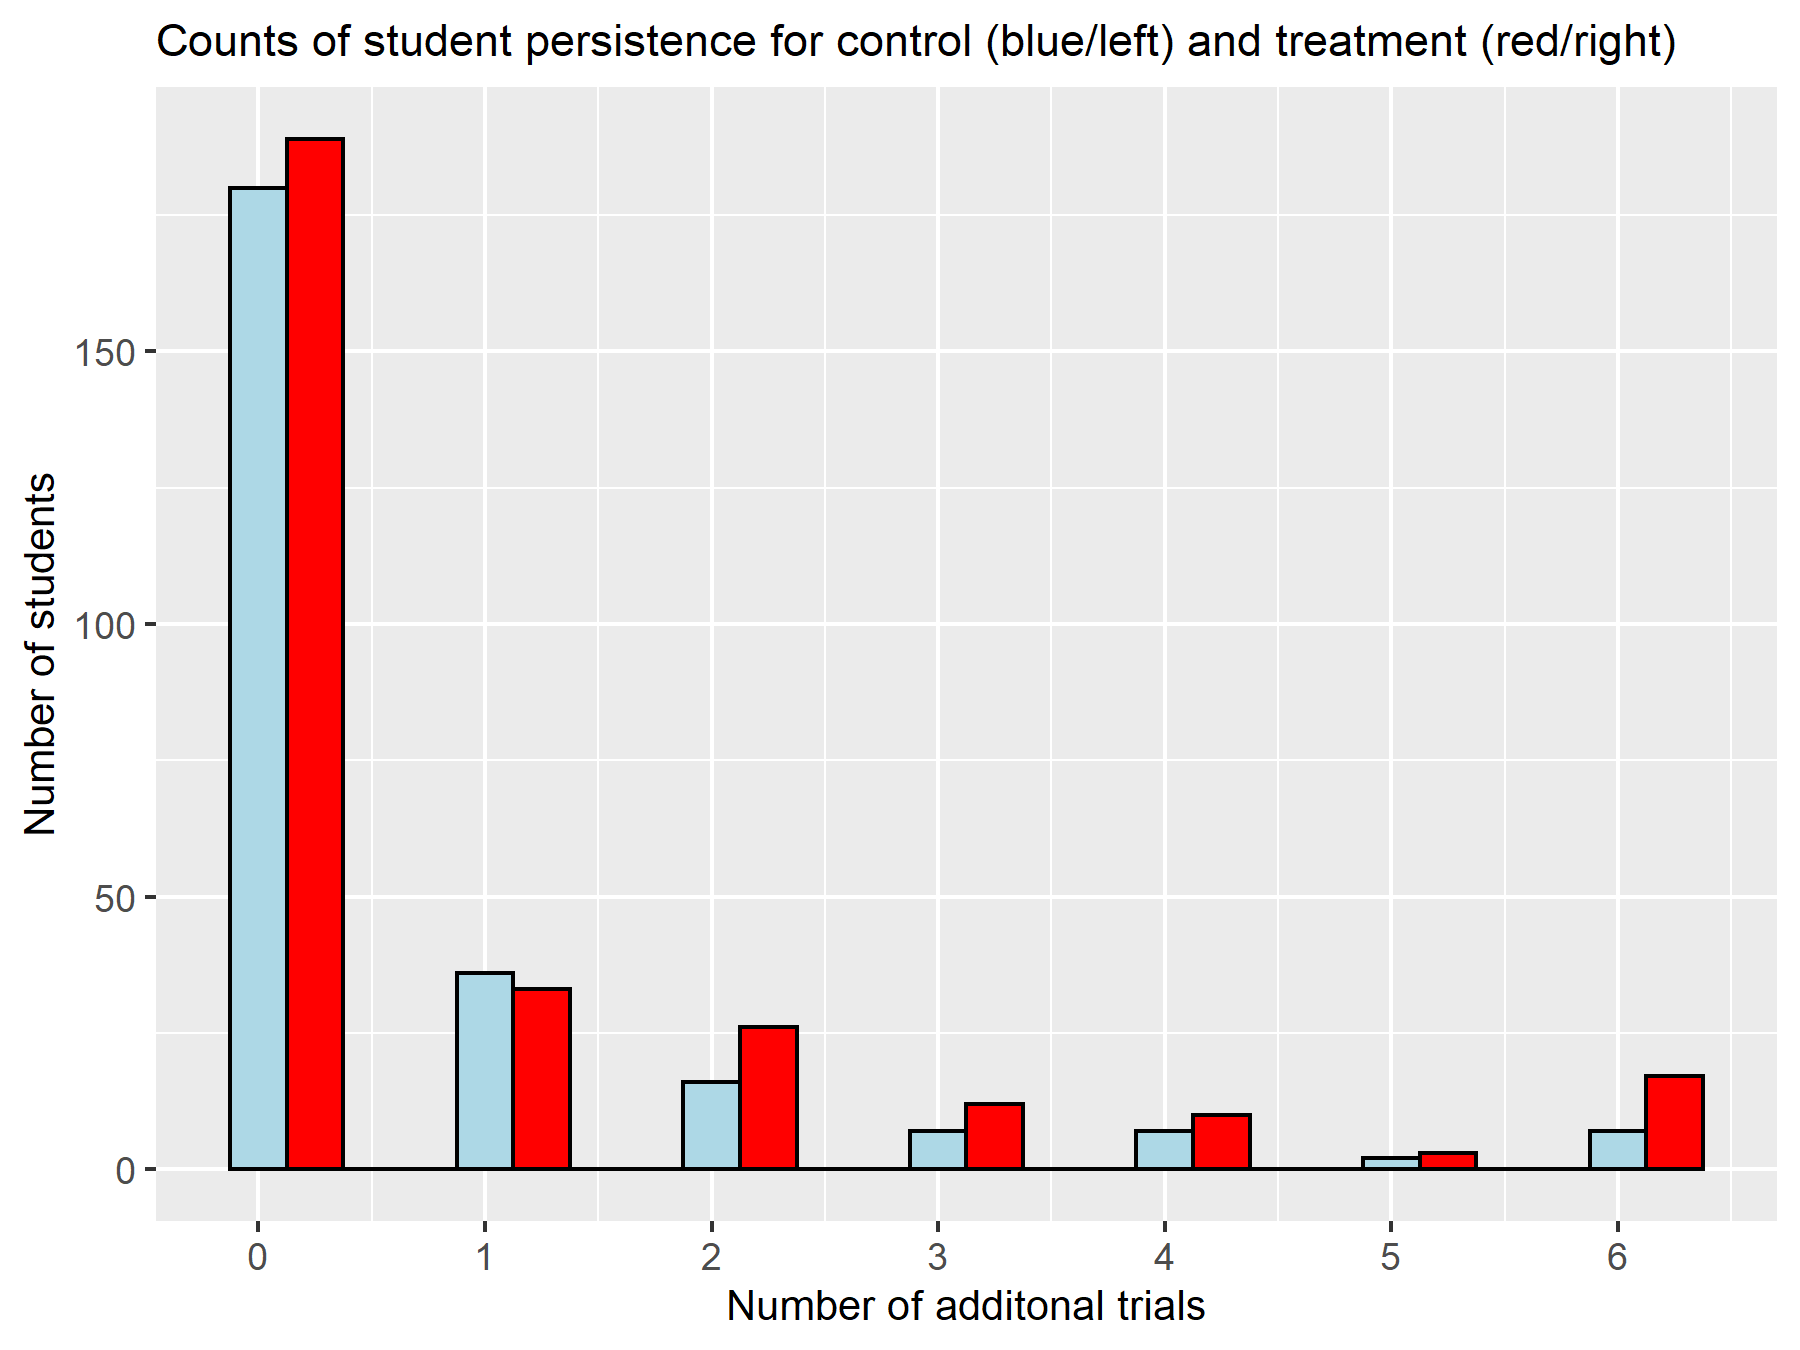 Counts of student persistence for control (blue/left) and treatment (red/right)
Number of students
150
100
50
0
0 1 2 3 4 5 6
Number of additonal trials